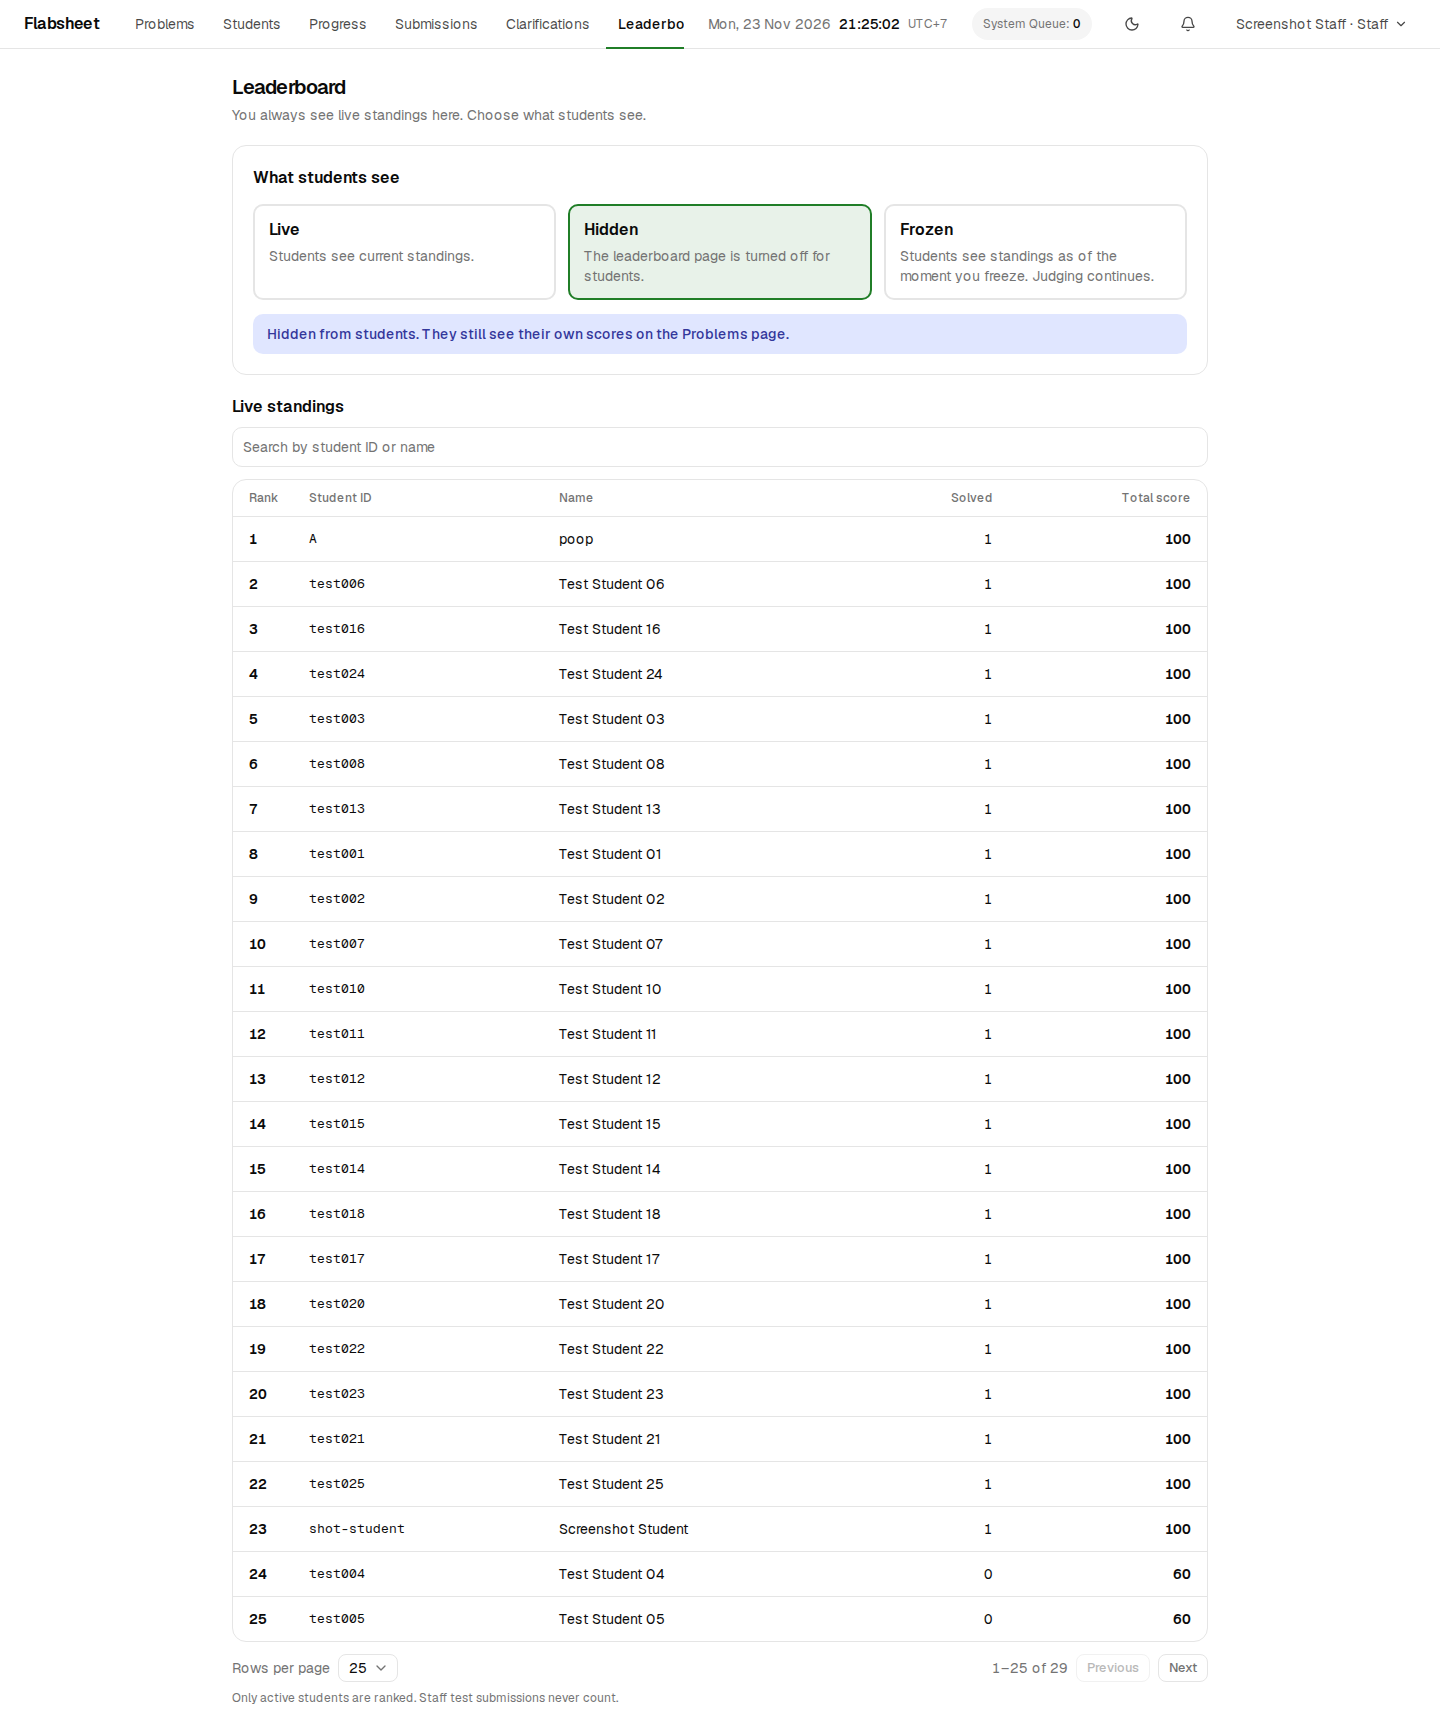 Flabsheet Problems Students Progress Submissions Clarifications Leaderbo Mon, 23 Nov 2026 21:25:02 UTC+7 System Queue: 0 Screenshot Staff · Staff
Leaderboard
You always see live standings here. Choose what students see.
What students see
Live
Students see current standings.
Hidden
The leaderboard page is turned off for
students.
Frozen
Students see standings as of the
moment you freeze. Judging continues.
Hidden from students. They still see their own scores on the Problems page.
Live standings
Search by student ID or name
Rank Student ID Name Solved Total score
1 A poop 1 100
2 test006 Test Student 06 1 100
3 test016 Test Student 16 1 100
4 test024 Test Student 24 1 100
5 test003 Test Student 03 1 100
6 test008 Test Student 08 1 100
7 test013 Test Student 13 1 100
8 test001 Test Student 01 1 100
9 test002 Test Student 02 1 100
10 test007 Test Student 07 1 100
11 test010 Test Student 10 1 100
12 test011 Test Student 11 1 100
13 test012 Test Student 12 1 100
14 test015 Test Student 15 1 100
15 test014 Test Student 14 1 100
16 test018 Test Student 18 1 100
17 test017 Test Student 17 1 100
18 test020 Test Student 20 1 100
19 test022 Test Student 22 1 100
20 test023 Test Student 23 1 100
21 test021 Test Student 21 1 100
22 test025 Test Student 25 1 100
23 shot-student Screenshot Student 1 100
24 test004 Test Student 04 0 60
25 test005 Test Student 05 0 60
Rows per page 25 1–25 of 29 Previous Next
Only active students are ranked. Staff test submissions never count.